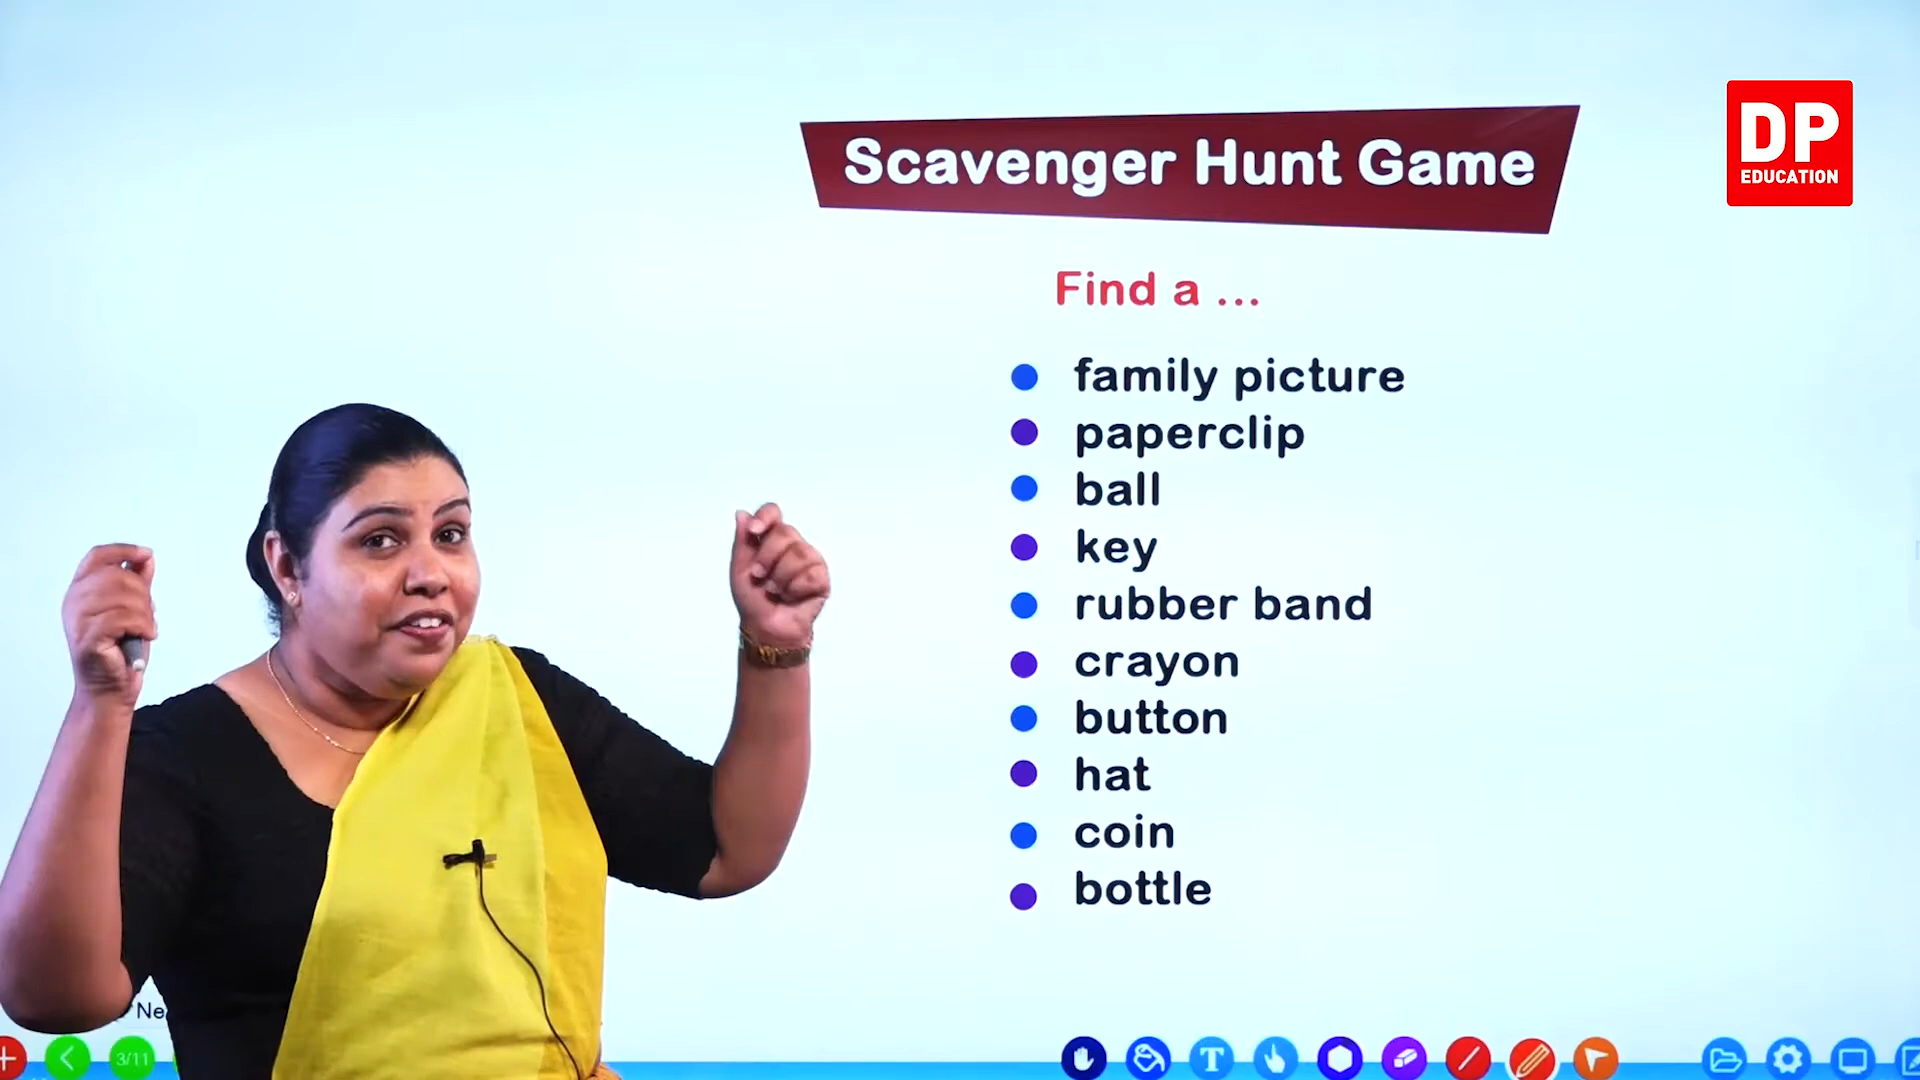 DP
EDUCATION
Scavenger Hunt Game
Find a ...
family picture
paperclip
ball
key
rubber band
crayon
button
hat
coin
bottle
3/11
T